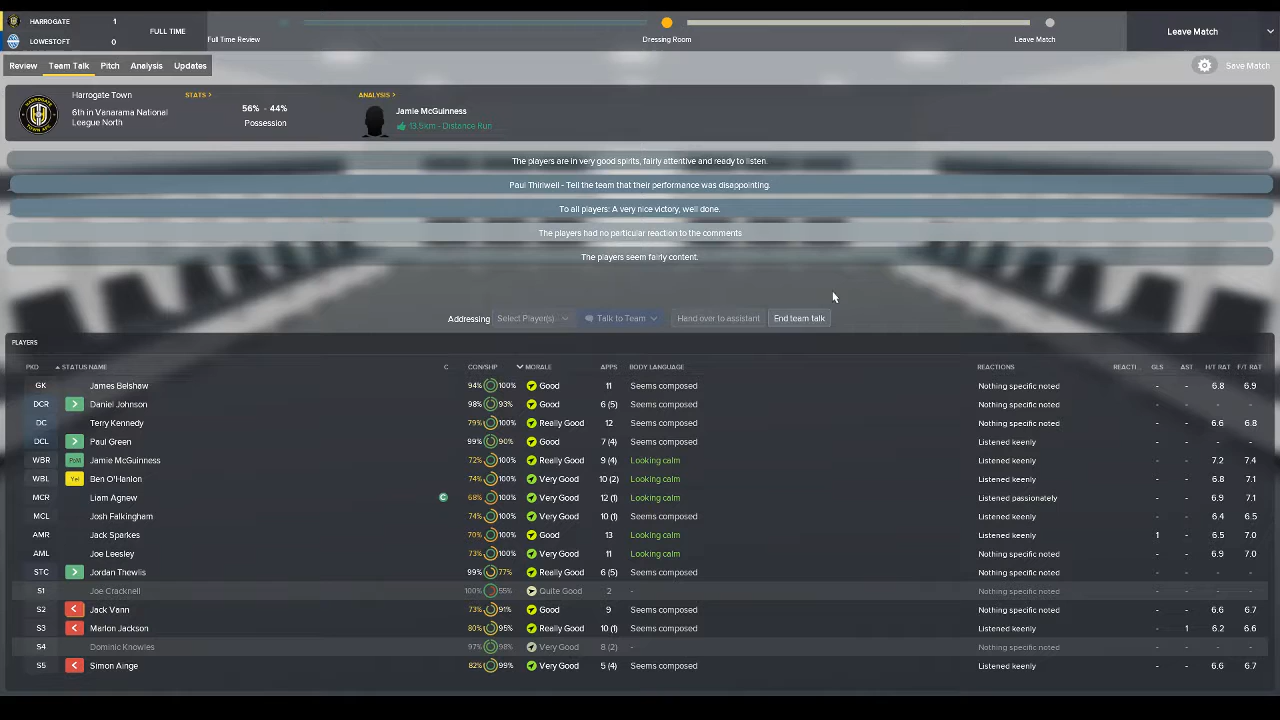 HARROGATE 1
LOWESTOFT 0
FULL TIME
Full Time Review
Dressing Room
Leave Match
Leave Match
Review Team Talk Pitch Analysis Updates
Save Match
Harrogate Town
6th in Vanarama National
League North
STATS >
56% - 44%
Possession
ANALYSIS >
Jamie McGuinness
13.5km - Distance Run
The players are in very good spirits, fairly attentive and ready to listen.
Paul Thirlwell - Tell the team that their performance was disappointing.
To all players: A very nice victory, well done.
The players had no particular reaction to the comments
The players seem fairly content.
Addressing Select Player(s) Talk to Team Hand over to assistant End team talk
PLAYERS
PKD STATUS NAME C CON/SHP MORALE APPS BODY LANGUAGE REACTIONS REACTI... GLS AST H/T RAT F/T RAT
GK James Belshaw 94% 100% Good 11 Seems composed Nothing specific noted - - 6.8 6.9
DCR Daniel Johnson 98% 93% Good 6 (5) Seems composed Nothing specific noted - - - -
DC Terry Kennedy 79% 100% Really Good 12 Seems composed Nothing specific noted - - 6.6 6.8
DCL Paul Green 99% 90% Good 7 (4) Seems composed Listened keenly - - - -
WBR PoM Jamie McGuinness 72% 100% Really Good 9 (4) Looking calm Listened keenly - - 7.2 7.4
WBL Yel Ben O'Hanlon 74% 100% Very Good 10 (2) Looking calm Listened keenly - - 6.8 7.1
MCR Liam Agnew C 68% 100% Very Good 12 (1) Looking calm Listened passionately - - 6.9 7.1
MCL Josh Falkingham 74% 100% Very Good 10 (1) Seems composed Listened keenly - - 6.4 6.5
AMR Jack Sparkes 70% 100% Good 13 Looking calm Listened keenly 1 - 6.5 7.0
AML Joe Leesley 73% 100% Very Good 11 Looking calm Nothing specific noted - - 6.9 7.0
STC Jordan Thewlis 99% 77% Really Good 6 (5) Seems composed Nothing specific noted - - - -
S1 Joe Cracknell 100% 55% Quite Good 2 - Nothing specific noted - - - -
S2 Jack Vann 73% 91% Good 9 Seems composed Nothing specific noted - - 6.6 6.7
S3 Marlon Jackson 80% 95% Really Good 10 (1) Seems composed Listened keenly - 1 6.2 6.6
S4 Dominic Knowles 97% 98% Very Good 8 (2) - Nothing specific noted - - - -
S5 Simon Ainge 82% 99% Very Good 5 (4) Seems composed Listened keenly - - 6.6 6.7